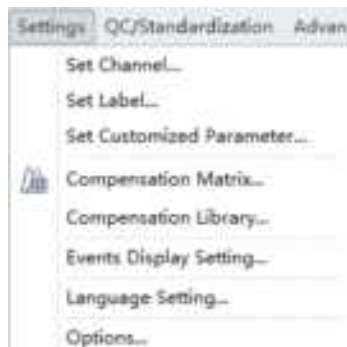 Settings QC/Standardization Advan
Set Channel...
Set Label...
Set Customized Parameter...
Compensation Matrix...
Compensation Library...
Events Display Setting...
Language Setting...
Options...